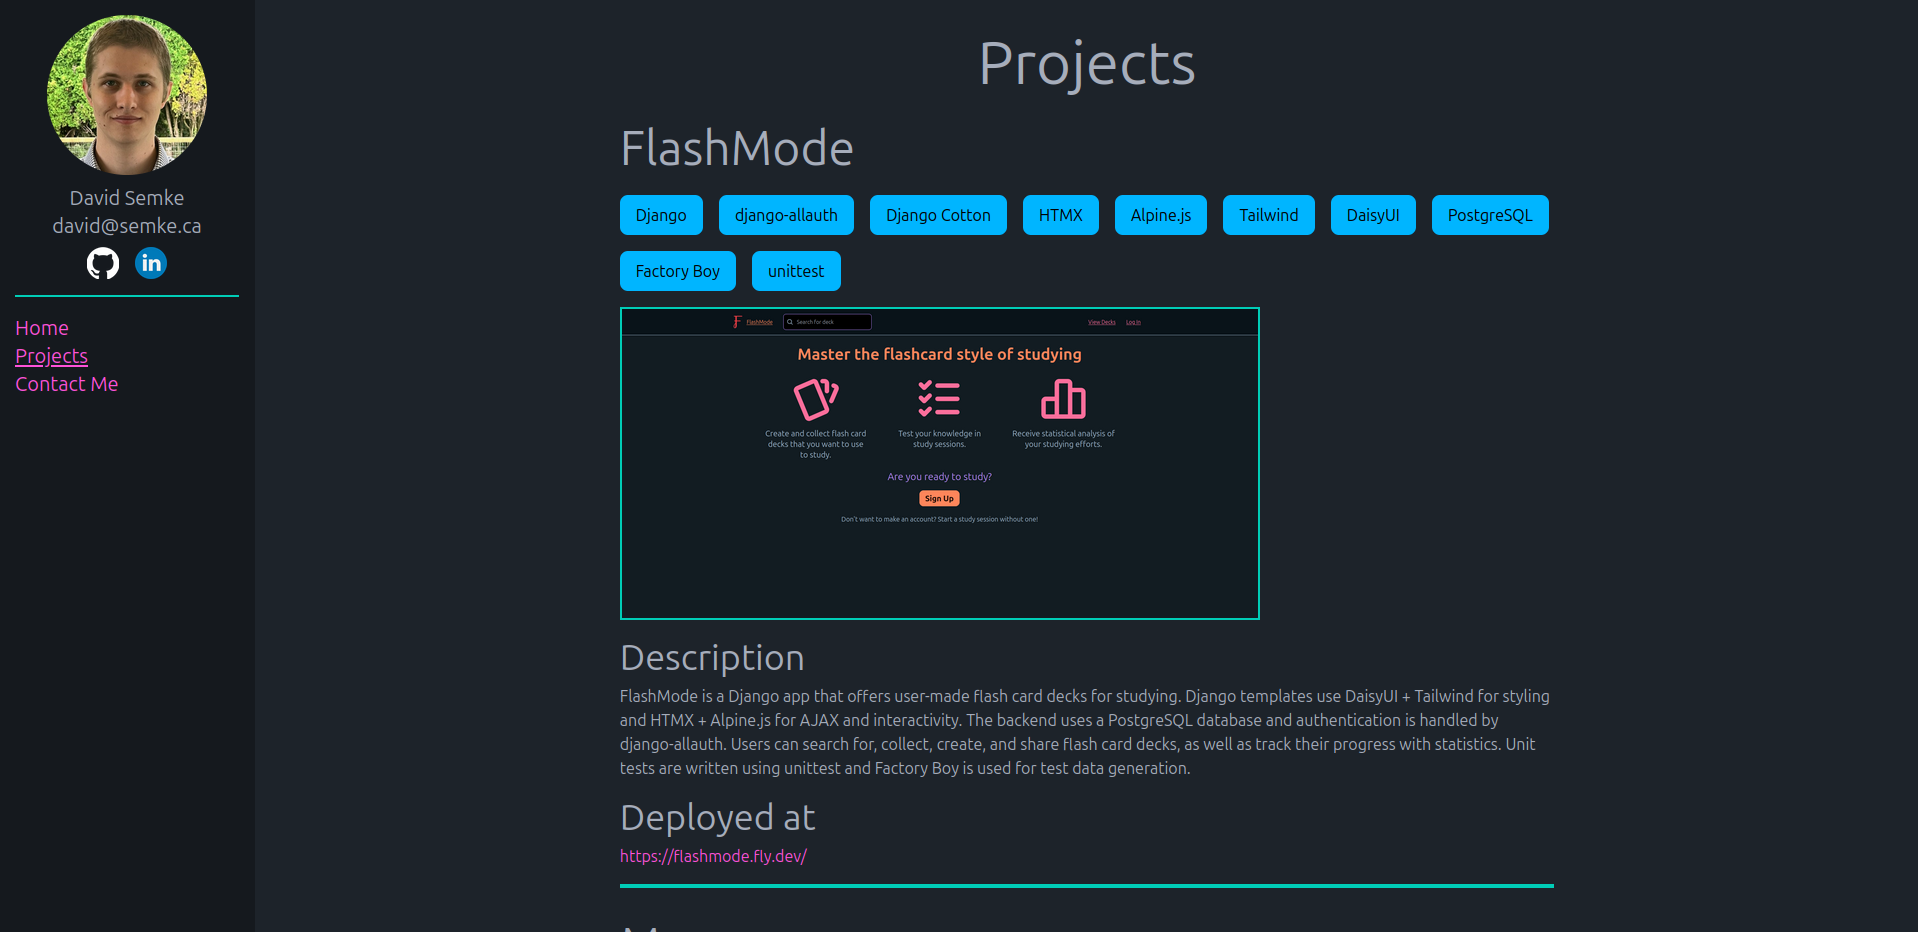 David Semke
david@semke.ca
in
Home
Projects
Contact Me
Projects
FlashMode
Django django-allauth Django Cotton HTMX Alpine.js Tailwind DaisyUI PostgreSQL
Factory Boy unittest
FlashMode Search for deck View Decks Log In
Master the flashcard style of studying
Create and collect flash card
decks that you want to use
to study.
Test your knowledge in
study sessions.
Receive statistical analysis of
your studying efforts.
Are you ready to study?
Sign Up
Don't want to make an account? Start a study session without one!
Description
FlashMode is a Django app that offers user-made flash card decks for studying. Django templates use DaisyUI + Tailwind for styling
and HTMX + Alpine.js for AJAX and interactivity. The backend uses a PostgreSQL database and authentication is handled by
django-allauth. Users can search for, collect, create, and share flash card decks, as well as track their progress with statistics. Unit
tests are written using unittest and Factory Boy is used for test data generation.
Deployed at
https://flashmode.fly.dev/